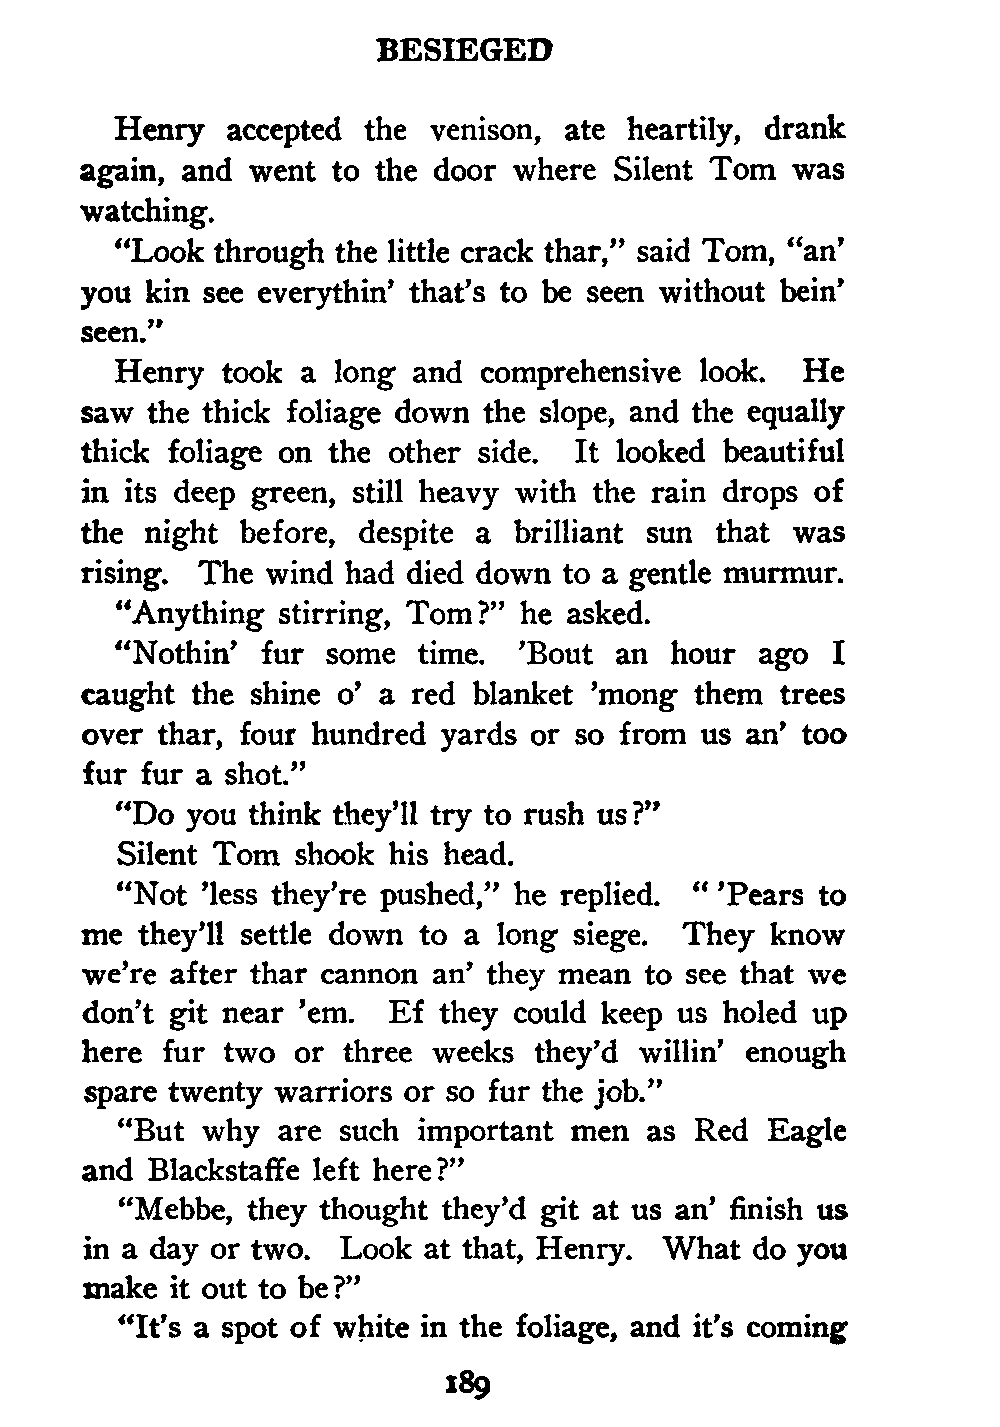 BESIEGED
Henry accepted the venison, ate heartily, drank
again, and went to the door where Silent Tom was
watching.
“Look through the little crack thar,” said Tom, “an’
you kin see everythin’ that’s to be seen without bein’
seen.”
Henry took a long and comprehensive look. He
saw the thick foliage down the slope, and the equally
thick foliage on the other side. It looked beautiful
in its deep green, still heavy with the rain drops of
the night before, despite a brilliant sun that was
rising. The wind had died down to a gentle murmur.
“Anything stirring, Tom?” he asked.
“Nothin’ fur some time. ’Bout an hour ago I
caught the shine o’ a red blanket ’mong them trees
over thar, four hundred yards or so from us an’ too
fur fur a shot.”
“Do you think they’ll try to rush us?”
Silent Tom shook his head.
“Not ’less they’re pushed,” he replied. “ ’Pears to
me they’ll settle down to a long siege. They know
we’re after thar cannon an’ they mean to see that we
don’t git near ’em. Ef they could keep us holed up
here fur two or three weeks they’d willin’ enough
spare twenty warriors or so fur the job.”
“But why are such important men as Red Eagle
and Blackstaffe left here?”
“Mebbe, they thought they’d git at us an’ finish us
in a day or two. Look at that, Henry. What do you
make it out to be?”
“It’s a spot of white in the foliage, and it’s coming
189